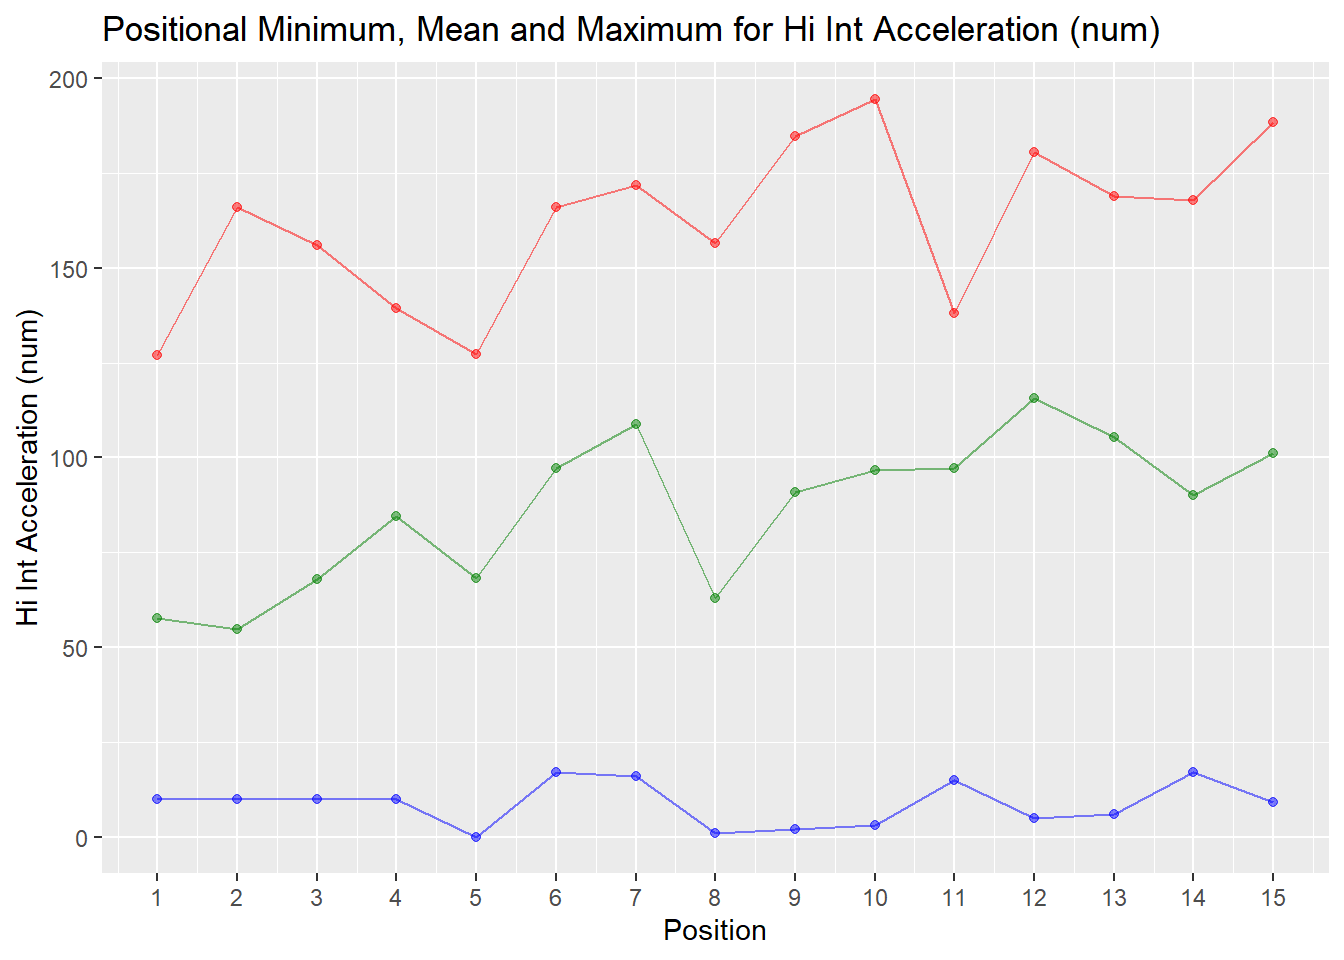 Positional Minimum, Mean and Maximum for Hi Int Acceleration (num)
Hi Int Acceleration (num)
200
150
100
50
0
1 2 3 4 5 6 7 8 9 10 11 12 13 14 15
Position